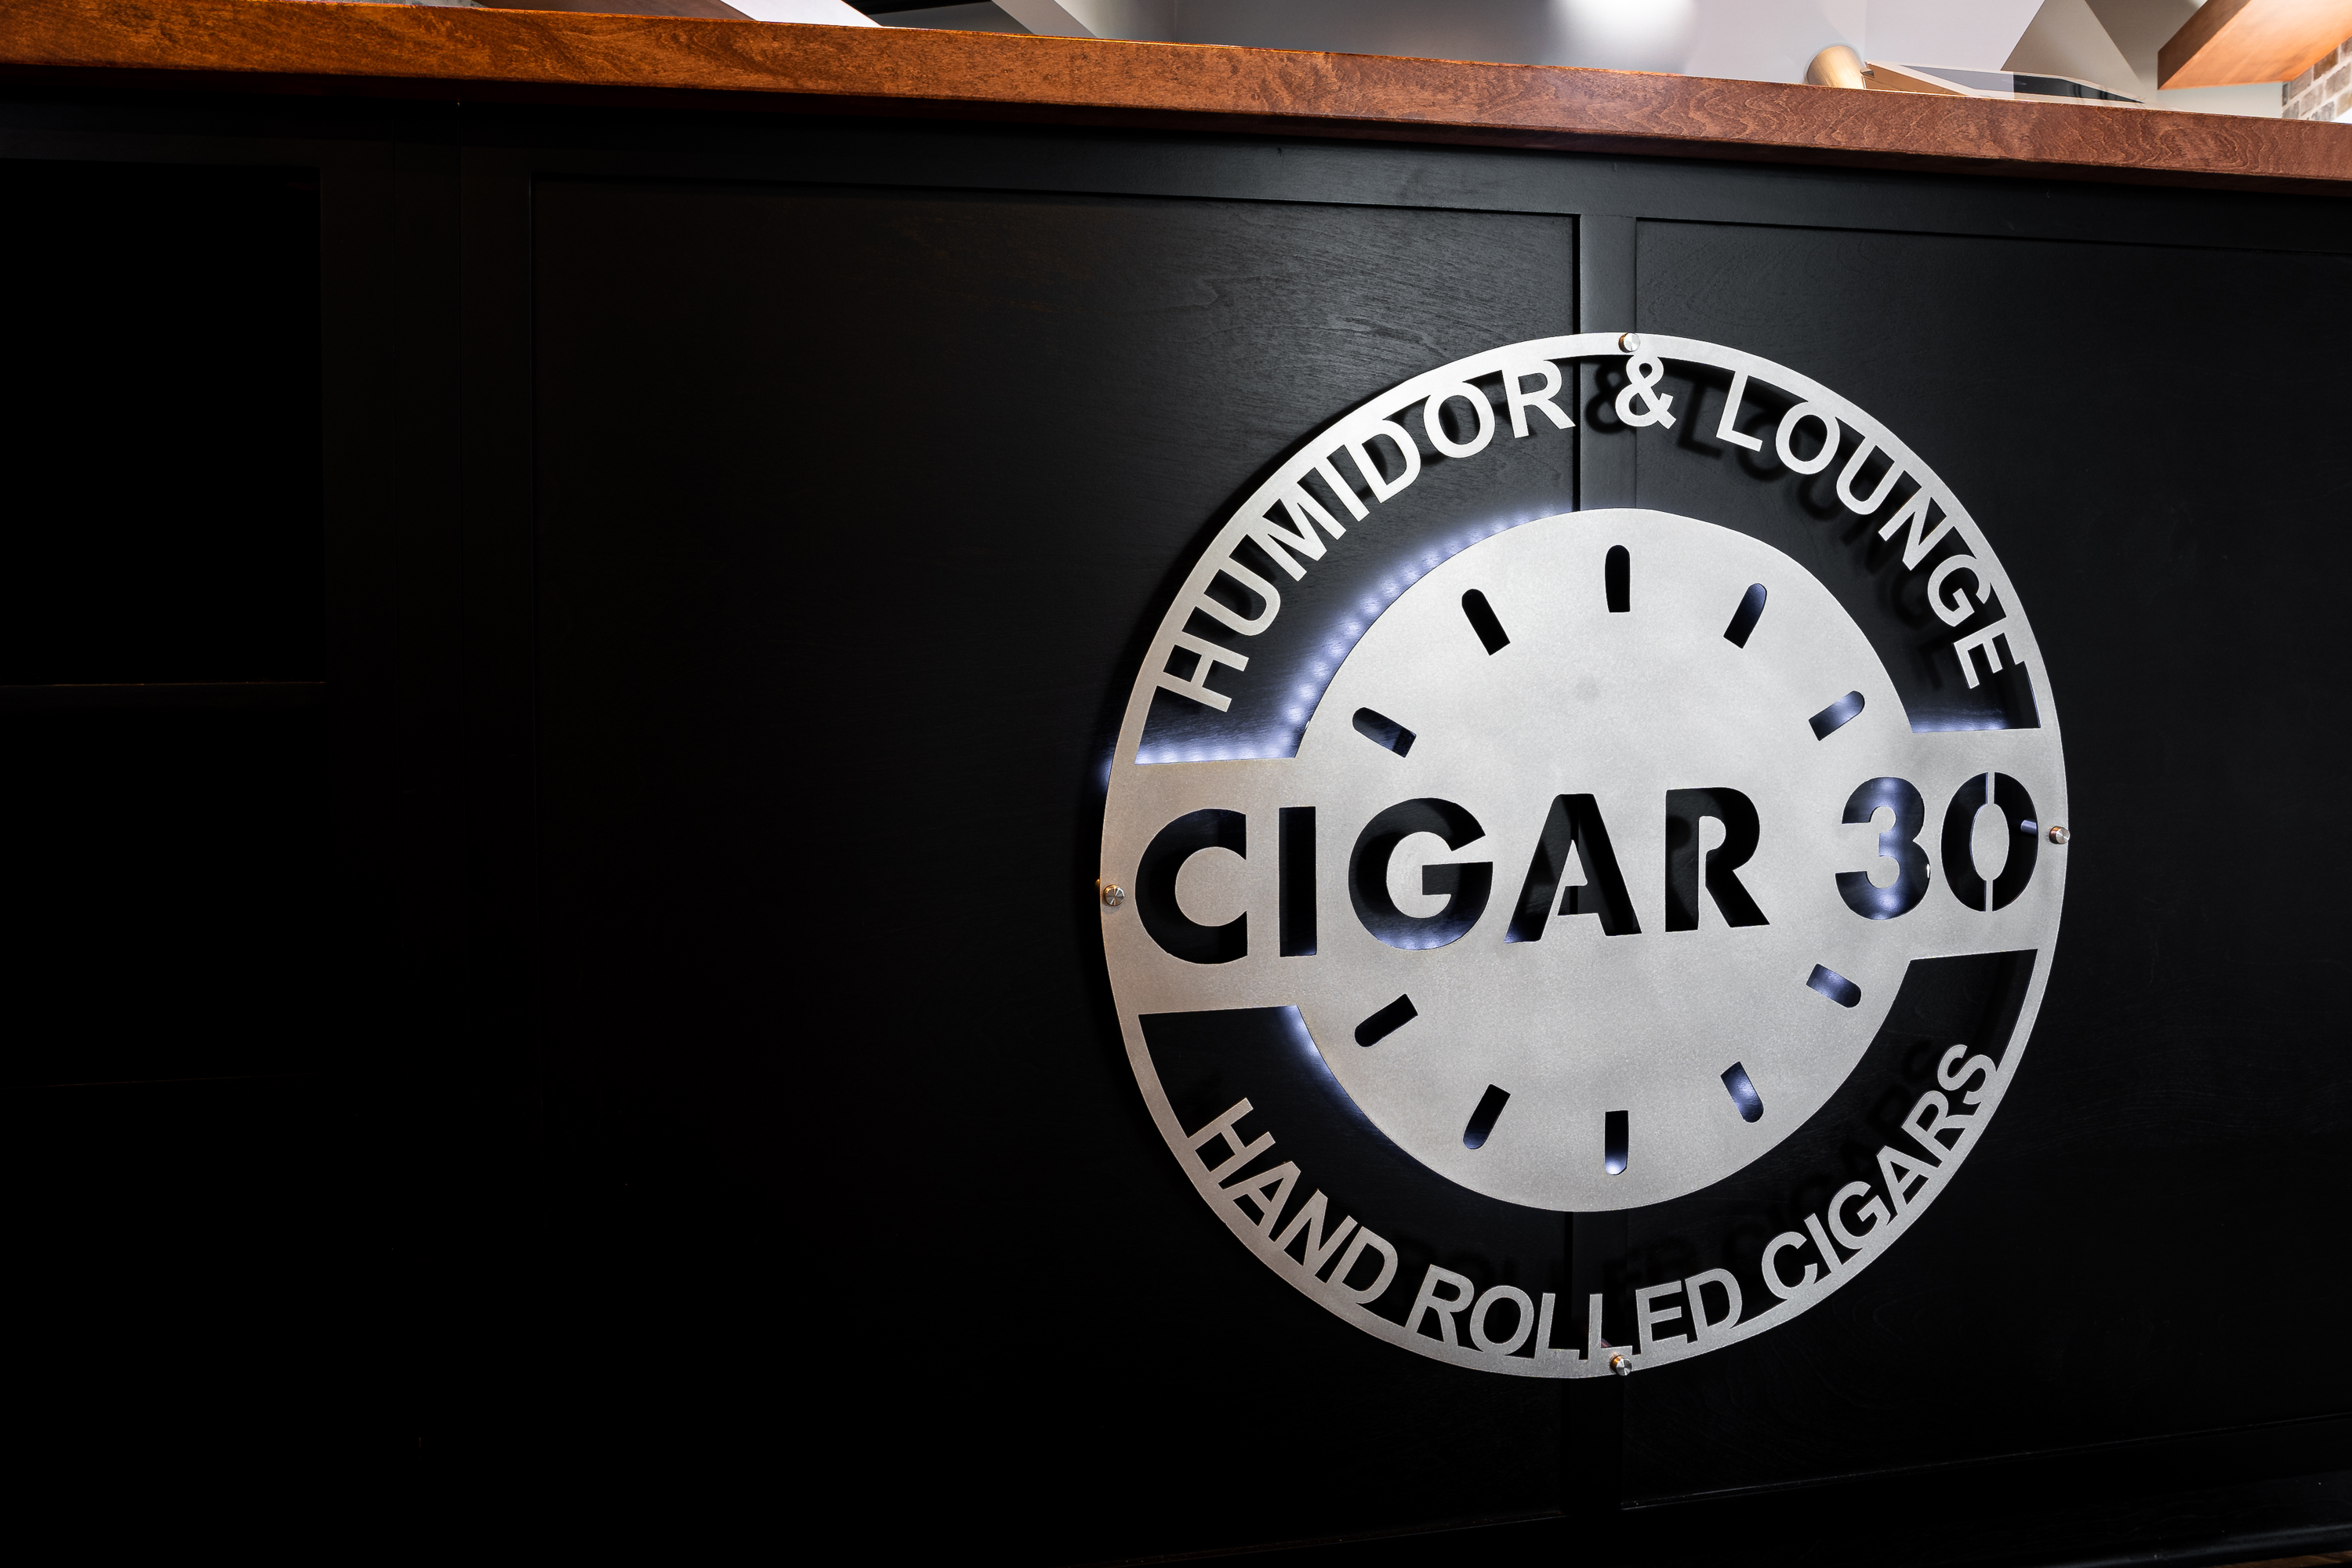 HUMIDOR & LOUNGE
CIGAR 30
HAND ROLLED CIGARS